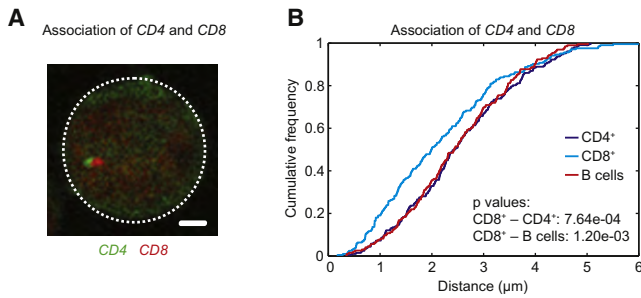 A
Association of CD4 and CD8
CD4 CD8
B
Association of CD4 and CD8
Cumulative frequency
1
0.8
0.6
0.4
0.2
0
CD4⁺
CD8⁺
B cells
p values:
CD8⁺ – CD4⁺: 7.64e-04
CD8⁺ – B cells: 1.20e-03
0 1 2 3 4 5 6
Distance (µm)